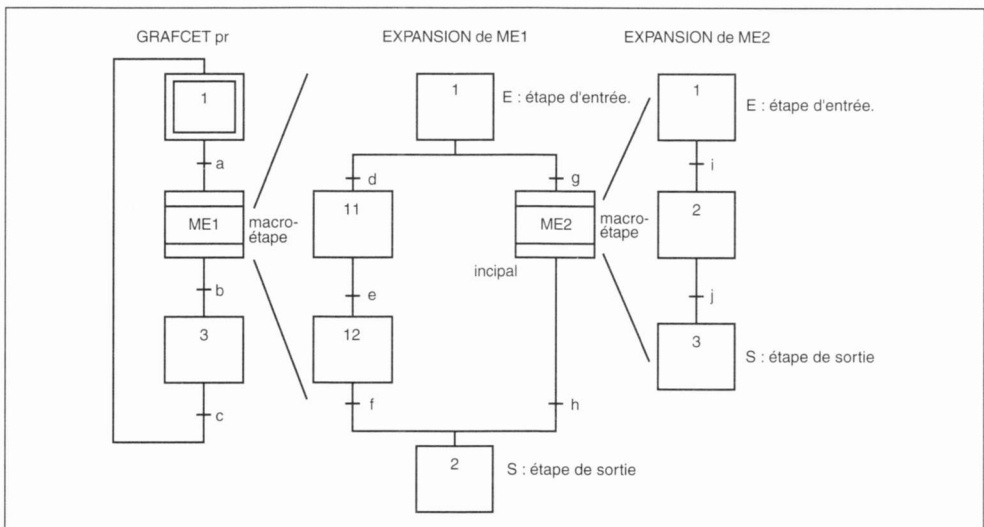 GRAFCET pr
EXPANSION de ME1
EXPANSION de ME2
1
a
ME1
macro-
étape
b
3
c
1
E : étape d'entrée.
d
g
11
ME2
macro-
étape
incipal
e
12
f
h
2
S : étape de sortie
1
E : étape d'entrée.
i
2
j
3
S : étape de sortie